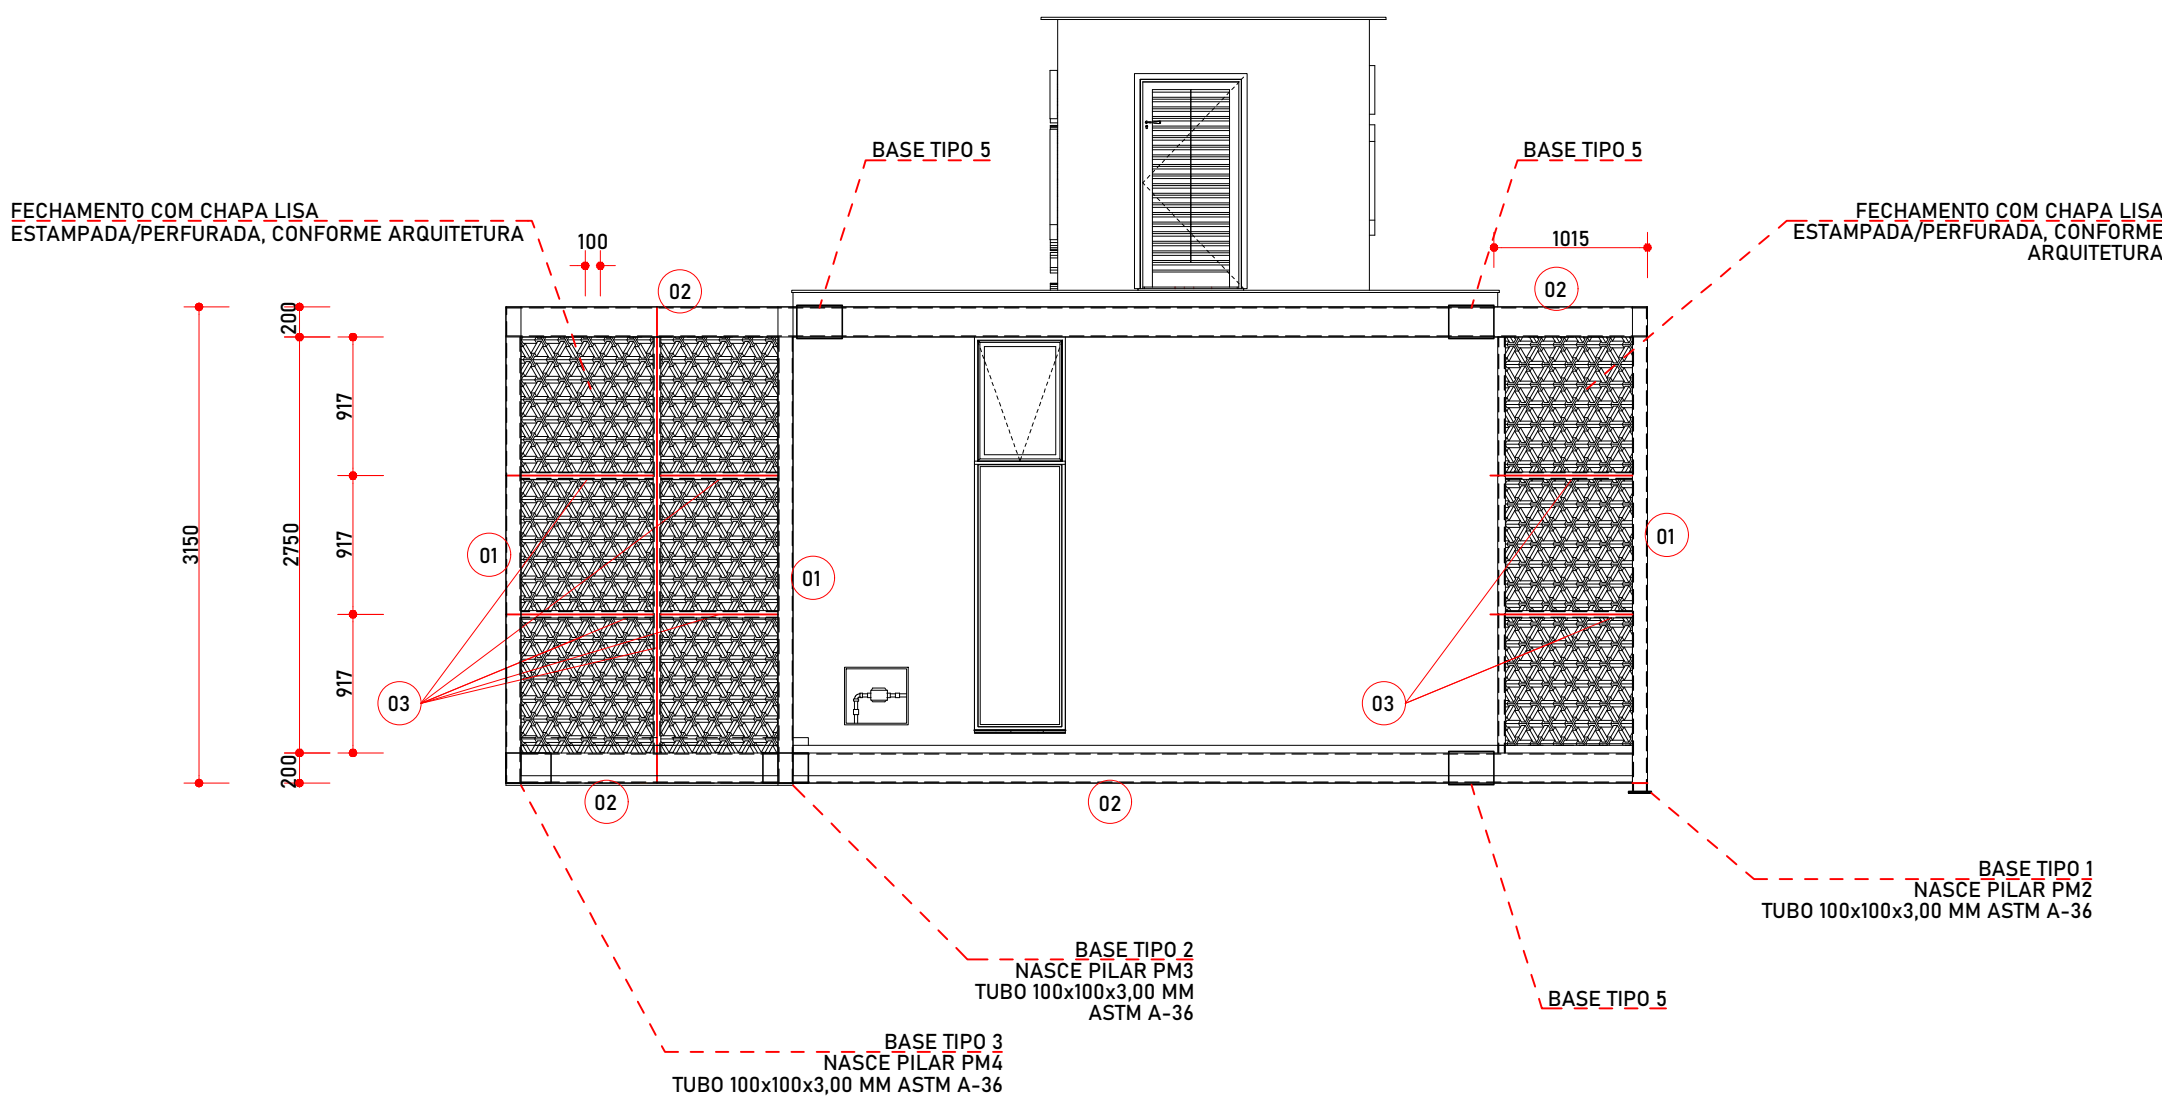 BASE TIPO 5
BASE TIPO 5
FECHAMENTO COM CHAPA LISA
ESTAMPADA/PERFURADA, CONFORME ARQUITETURA
FECHAMENTO COM CHAPA LISA
ESTAMPADA/PERFURADA, CONFORME
ARQUITETURA
100
1015
02
02
200
917
917
917
3150
2750
200
01
01
01
03
03
02
02
BASE TIPO 1
NASCE PILAR PM2
TUBO 100x100x3,00 MM ASTM A-36
BASE TIPO 2
NASCE PILAR PM3
TUBO 100x100x3,00 MM
ASTM A-36
BASE TIPO 5
BASE TIPO 3
NASCE PILAR PM4
TUBO 100x100x3,00 MM ASTM A-36